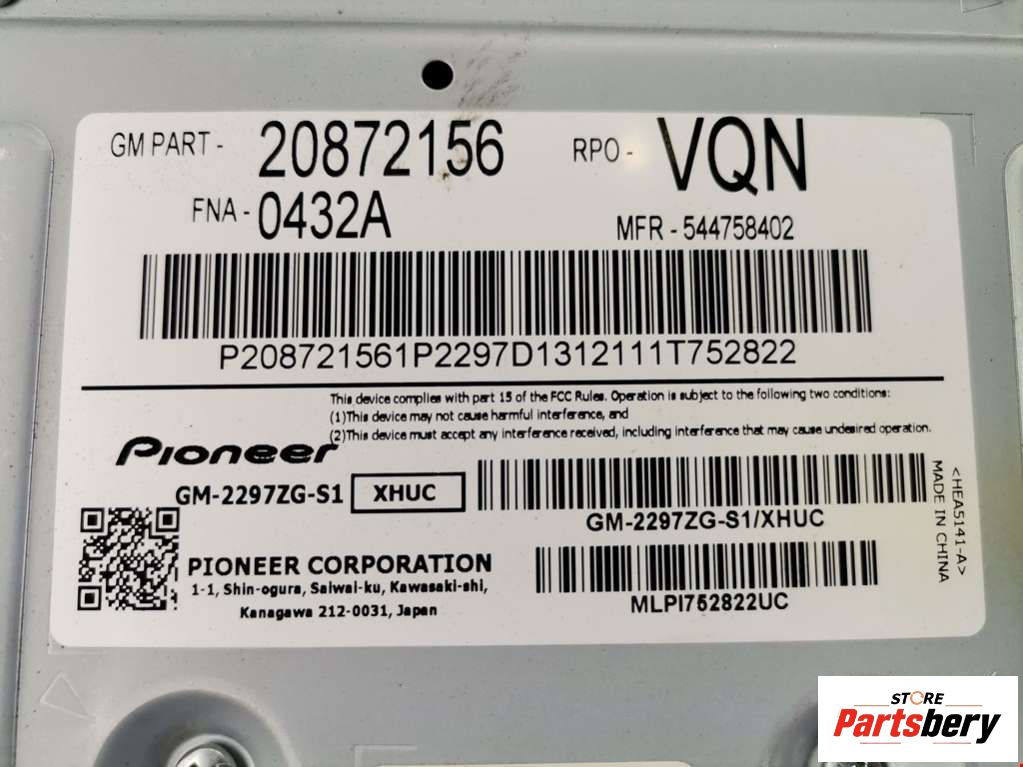 GM PART - 20872156 RPO - VQN
FNA - 0432A MFR - 544758402
P208721561P2297D1312111T752822
This device complies with part 15 of the FCC Rules. Operation is subject to the following two conditions:
(1)This device may not cause harmful interference, and
(2)This device must accept any interference received, including interference that may cause undesired operation.
Pioneer
GM-2297ZG-S1 XHUC
GM-2297ZG-S1/XHUC
PIONEER CORPORATION
1-1, Shin-ogura, Saiwai-ku, Kawasaki-shi,
Kanagawa 212-0031, Japan
MLPI752822UC
<HEA5141-A>
MADE IN CHINA
STORE
Partsbery